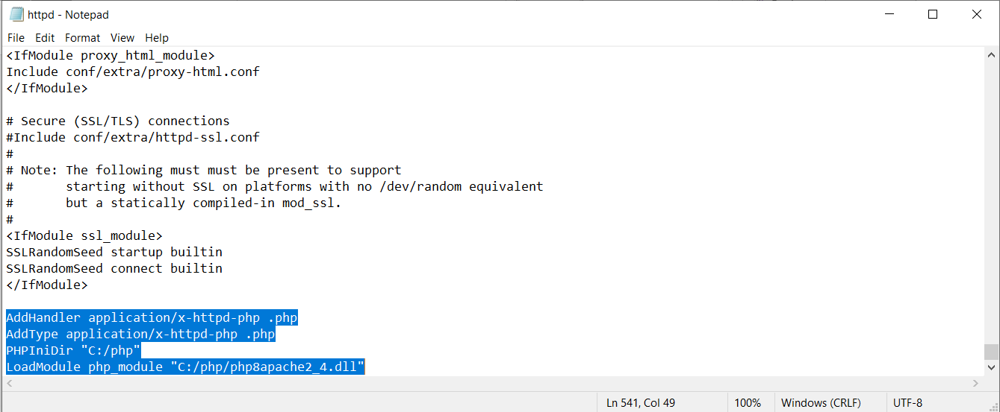 httpd - Notepad
File Edit Format View Help
<IfModule proxy_html_module>
Include conf/extra/proxy-html.conf
</IfModule>
# Secure (SSL/TLS) connections
#Include conf/extra/httpd-ssl.conf
#
# Note: The following must must be present to support
#       starting without SSL on platforms with no /dev/random equivalent
#       but a statically compiled-in mod_ssl.
#
<IfModule ssl_module>
SSLRandomSeed startup builtin
SSLRandomSeed connect builtin
</IfModule>
AddHandler application/x-httpd-php .php
AddType application/x-httpd-php .php
PHPIniDir "C:/php"
LoadModule php_module "C:/php/php8apache2_4.dll"
Ln 541, Col 49 100% Windows (CRLF) UTF-8